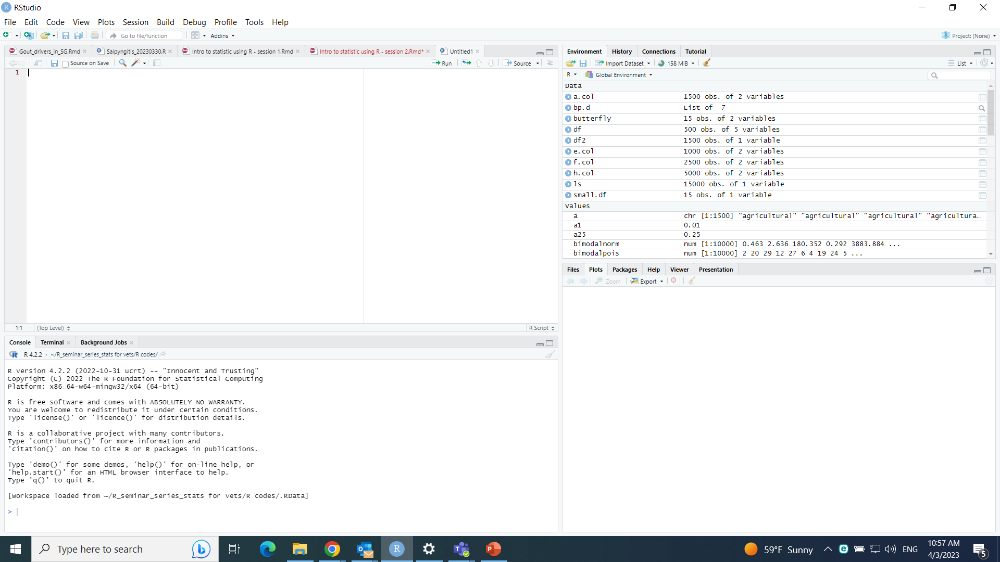 RStudio
File Edit Code View Plots Session Build Debug Profile Tools Help
Go to file/function Addins Project: (None)
Gout_drivers_in_SG.Rmd Salpyngitis_20230330.R Intro to statistic using R - session 1.Rmd Intro to statistic using R - session 2.Rmd* Untitled1
Source on Save Run Source
1
1:1 (Top Level) R Script
Console Terminal Background Jobs
R 4.2.2 · ~/R_seminar_series_stats for vets/R codes/
R version 4.2.2 (2022-10-31 ucrt) -- "Innocent and Trusting"
Copyright (C) 2022 The R Foundation for Statistical Computing
Platform: x86_64-w64-mingw32/x64 (64-bit)
R is free software and comes with ABSOLUTELY NO WARRANTY.
You are welcome to redistribute it under certain conditions.
Type 'license()' or 'licence()' for distribution details.
R is a collaborative project with many contributors.
Type 'contributors()' for more information and
'citation()' on how to cite R or R packages in publications.
Type 'demo()' for some demos, 'help()' for on-line help, or
'help.start()' for an HTML browser interface to help.
Type 'q()' to quit R.
[Workspace loaded from ~/R_seminar_series_stats for vets/R codes/.RData]
>
Environment History Connections Tutorial
Import Dataset 158 MiB List
R Global Environment
Data
a.col 1500 obs. of 2 variables
bp.d List of 7
butterfly 15 obs. of 2 variables
df 500 obs. of 5 variables
df2 1500 obs. of 1 variable
e.col 1000 obs. of 2 variables
f.col 2500 obs. of 2 variables
h.col 5000 obs. of 2 variables
ls 15000 obs. of 1 variable
small.df 15 obs. of 1 variable
Values
a chr [1:1500] "agricultural" "agricultural" "agricultural" "agricultura…
a1 0.01
a25 0.25
bimodalnorm num [1:10000] 0.463 2.636 180.352 0.292 3883.884 ...
bimodalpois num [1:10000] 2 20 29 12 27 6 4 19 24 5 ...
Files Plots Packages Help Viewer Presentation
Zoom Export
Type here to search
59°F Sunny ENG
10:57 AM
4/3/2023
5